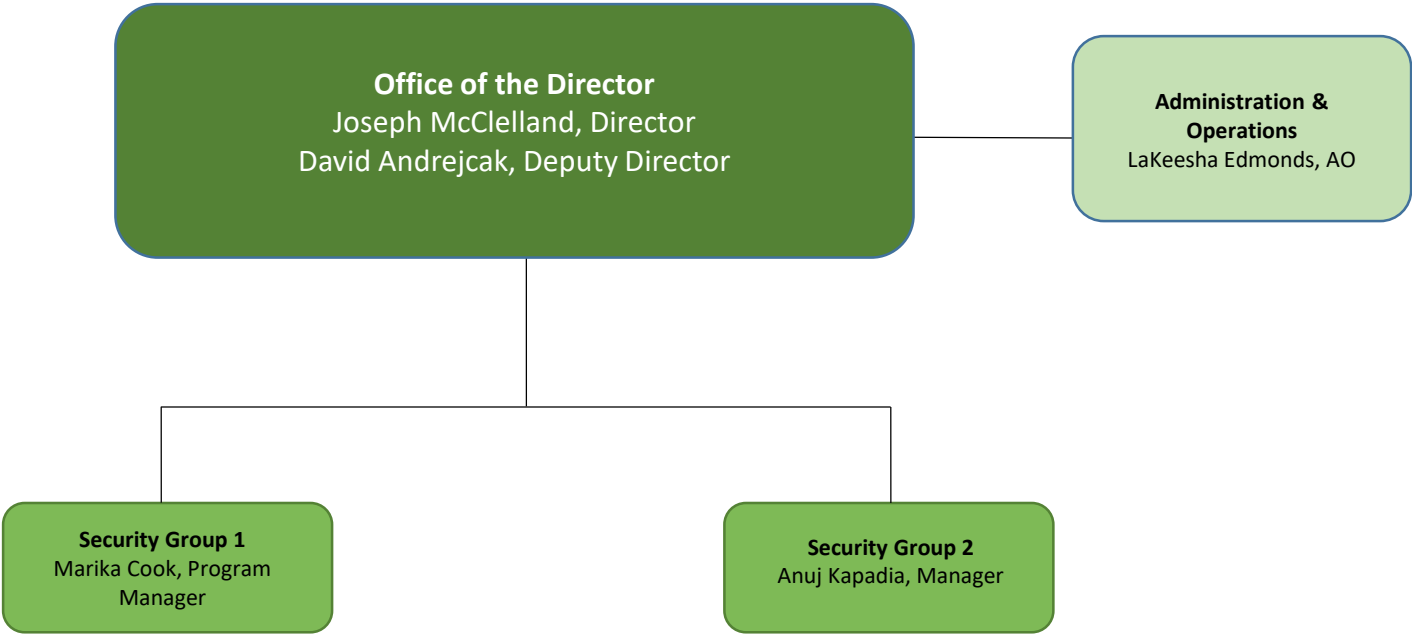 Office of the Director
Joseph McClelland, Director
David Andrejcak, Deputy Director
Administration &
Operations
LaKeesha Edmonds, AO
Security Group 1
Marika Cook, Program
Manager
Security Group 2
Anuj Kapadia, Manager